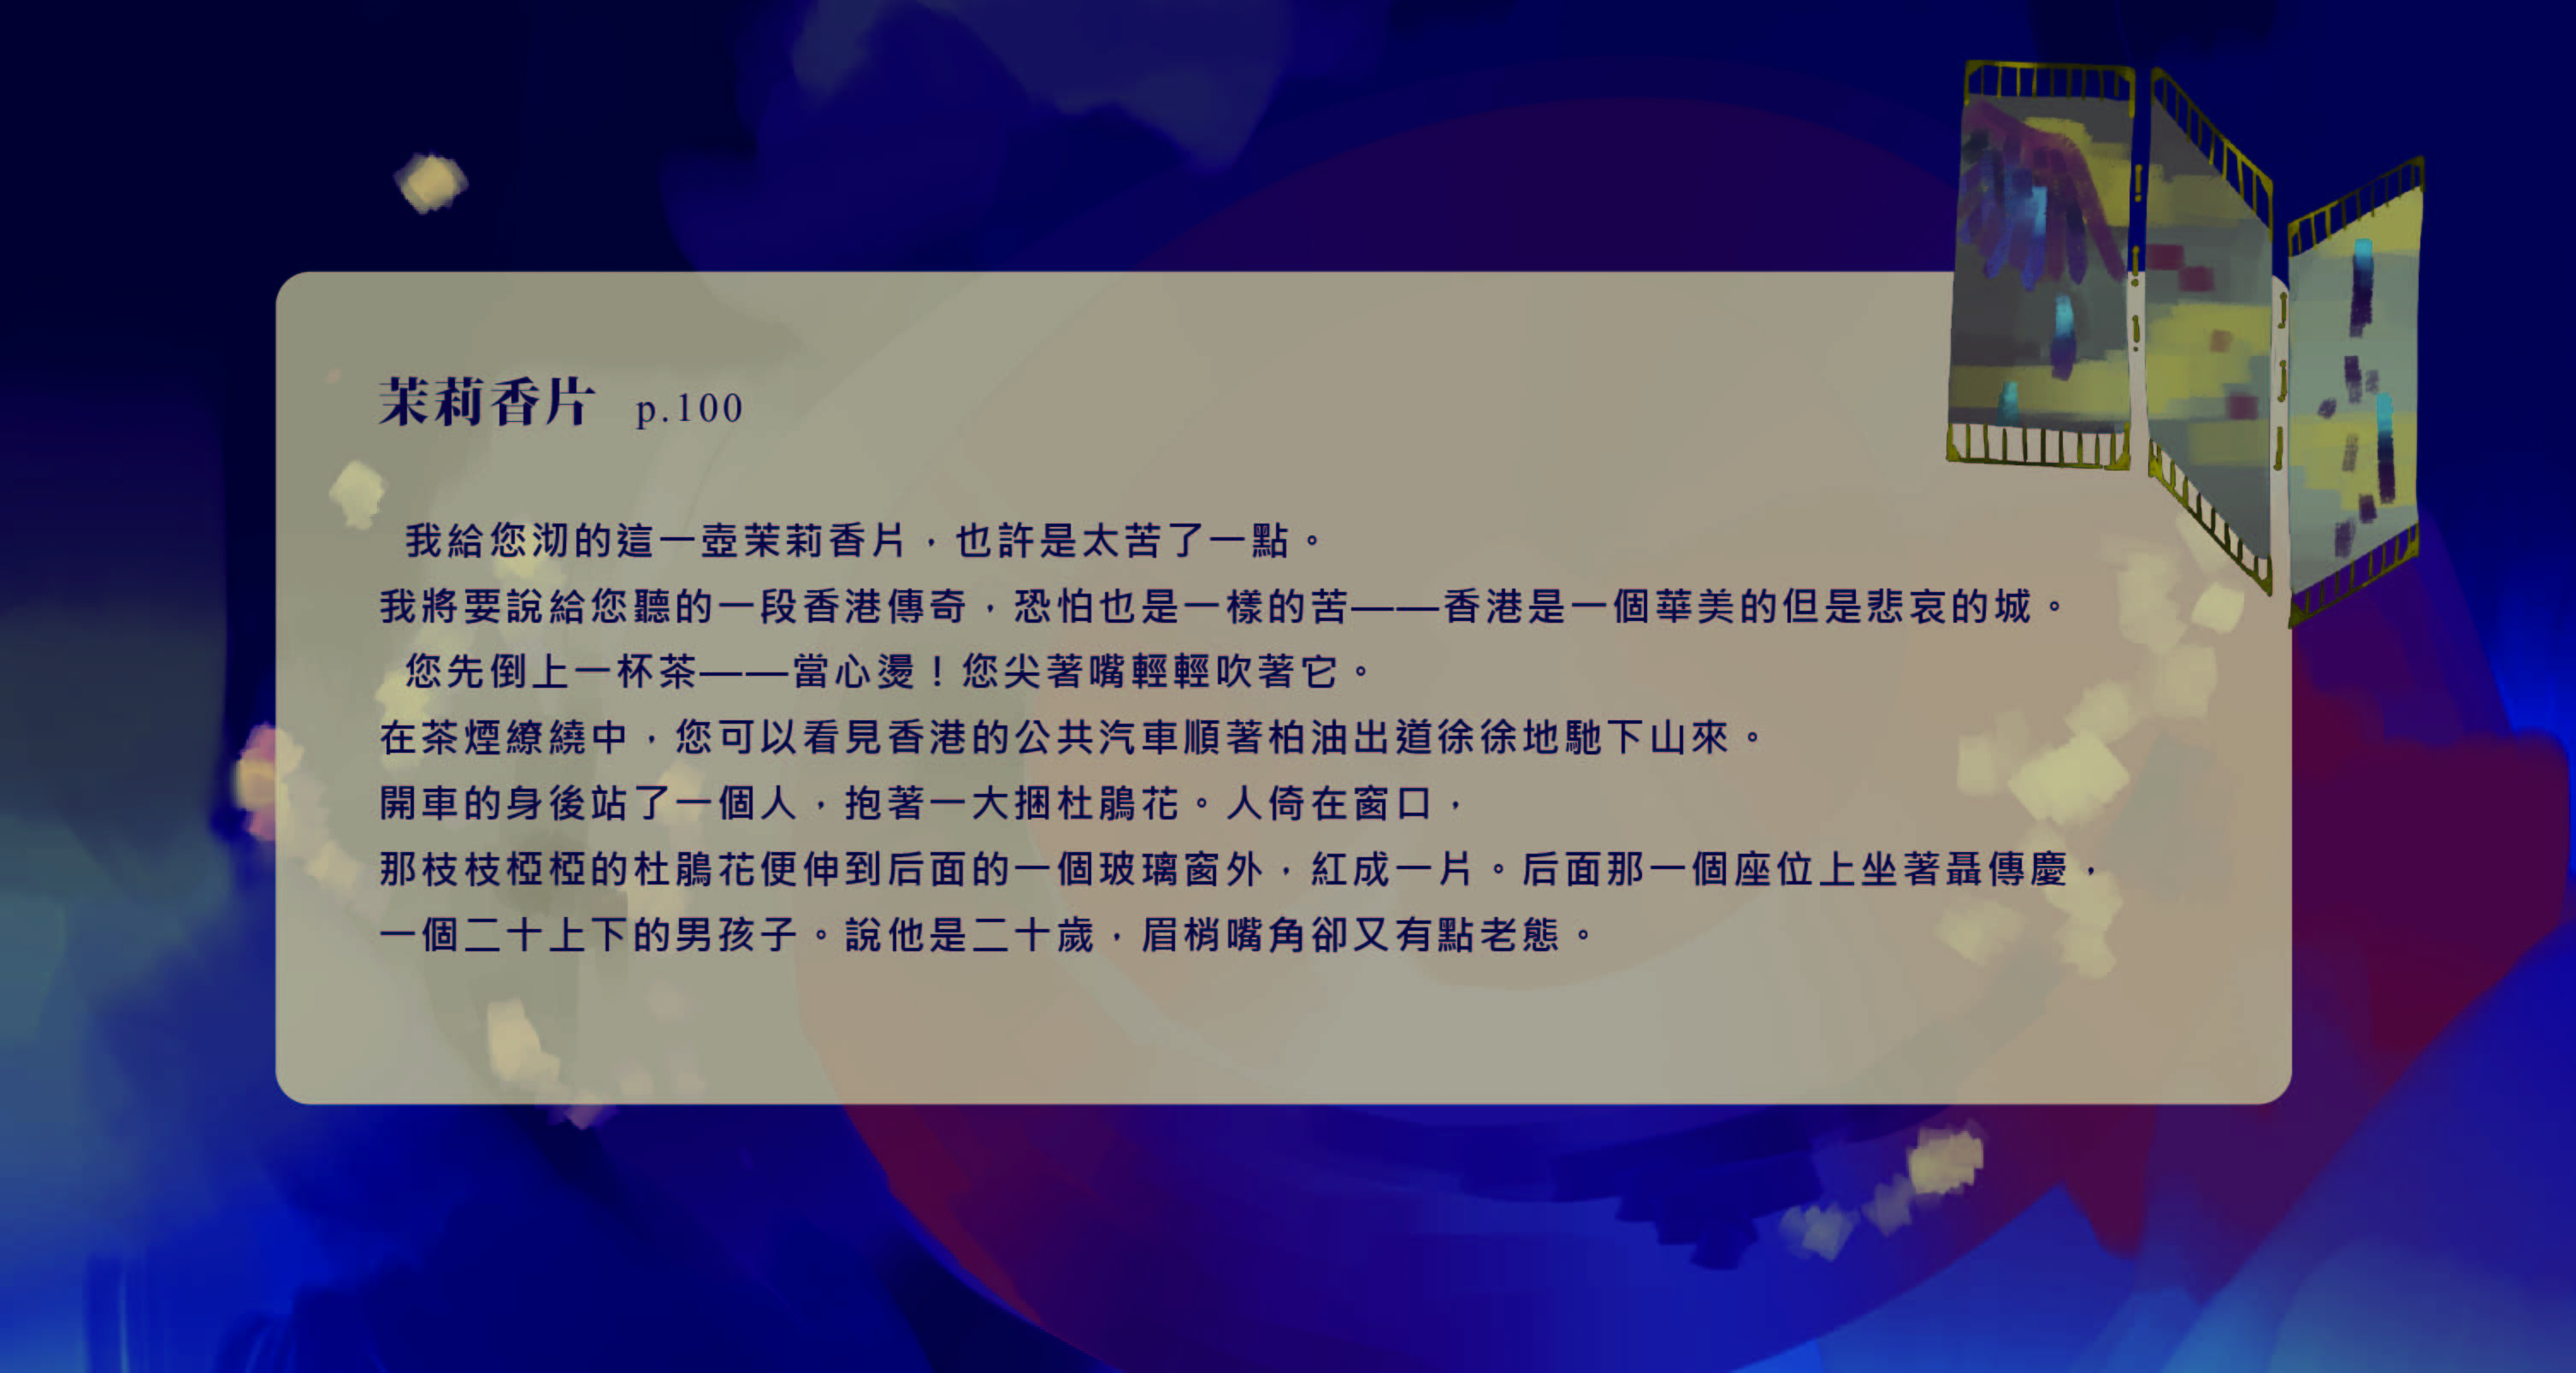 茉莉香片 p.100
我給您沏的這一壺茉莉香片，也許是太苦了一點。
我將要說給您聽的一段香港傳奇，恐怕也是一樣的苦——香港是一個華美的但是悲哀的城。
您先倒上一杯茶——當心燙！您尖著嘴輕輕吹著它。
在茶煙繚繞中，您可以看見香港的公共汽車順著柏油出道徐徐地馳下山來。
開車的身後站了一個人，抱著一大捆杜鵑花。人倚在窗口，
那枝枝椏椏的杜鵑花便伸到后面的一個玻璃窗外，紅成一片。后面那一個座位上坐著聶傳慶，
一個二十上下的男孩子。說他是二十歲，眉梢嘴角卻又有點老態。